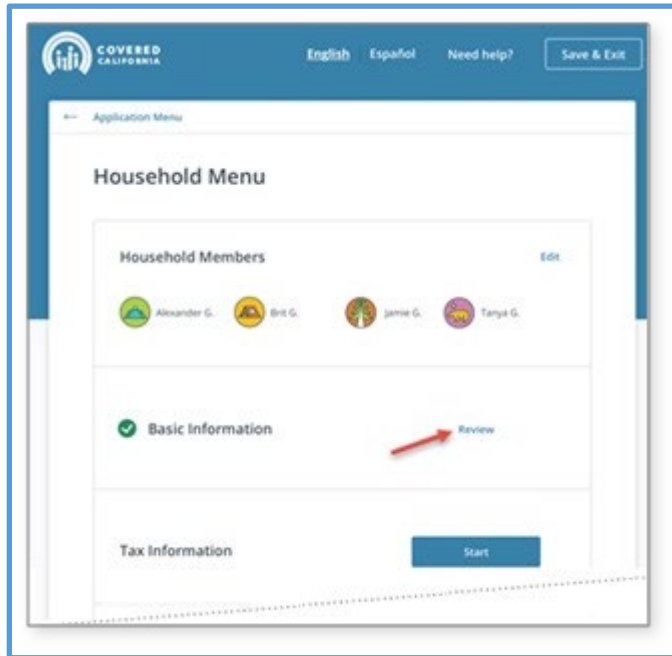 COVERED
CALIFORNIA
English Español Need help? Save & Exit
← Application Menu
Household Menu
Household Members Edit
Alexander G. Brit G. Jamie G. Tanya G.
Basic Information Review
Tax Information Start